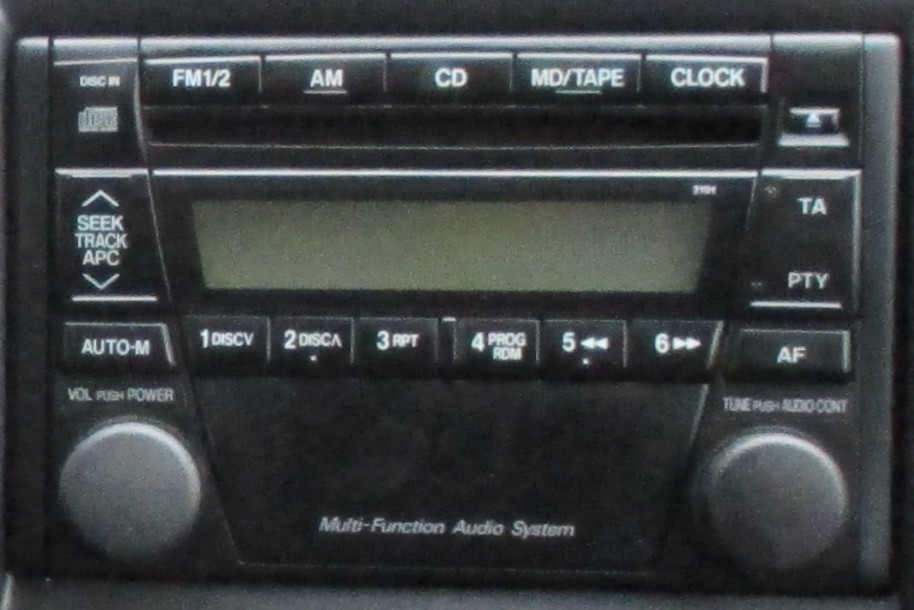 DISC IN
FM1/2
AM
CD
MD/TAPE
CLOCK
disc
SEEK
TRACK
APC
TA
PTY
AUTO-M
1 DISC∨
2 DISC∧
3 RPT
4 PROG
RDM
5 ◀◀
6 ▶▶
AF
VOL PUSH POWER
TUNE PUSH AUDIO CONT
Multi-Function Audio System